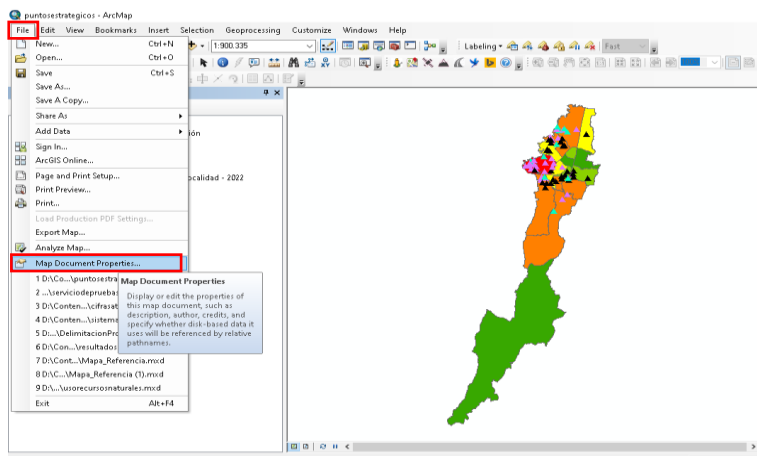 puntosestrategicos - ArcMap
File Edit View Bookmarks Insert Selection Geoprocessing Customize Windows Help
New... Ctrl+N
1:900.335
Labeling
Fast
Open... Ctrl+O
Save Ctrl+S
Save As...
Save A Copy...
Share As
Add Data
ión
Sign In...
ArcGIS Online...
Page and Print Setup...
ocalidad - 2022
Print Preview...
Print...
Load Production PDF Settings...
Export Map...
Analyze Map...
Map Document Properties...
1 D:\Co...\puntosestra
Map Document Properties
2 ...\serviciodepruebas
Display or edit the properties of
3 D:\Conten...\cifrasat
this map document, such as
4 D:\Conten...\sistema
description, author, credits, and
5 D:...\DelimitacionPro
specify whether disk-based data it
6 D:\Con...\resultados
uses will be referenced by relative
pathnames.
7 D:\Cont...\Mapa_Referencia.mxd
8 D:\C...\Mapa_Referencia (1).mxd
9 D:\...\usorecursosnaturales.mxd
Exit Alt+F4